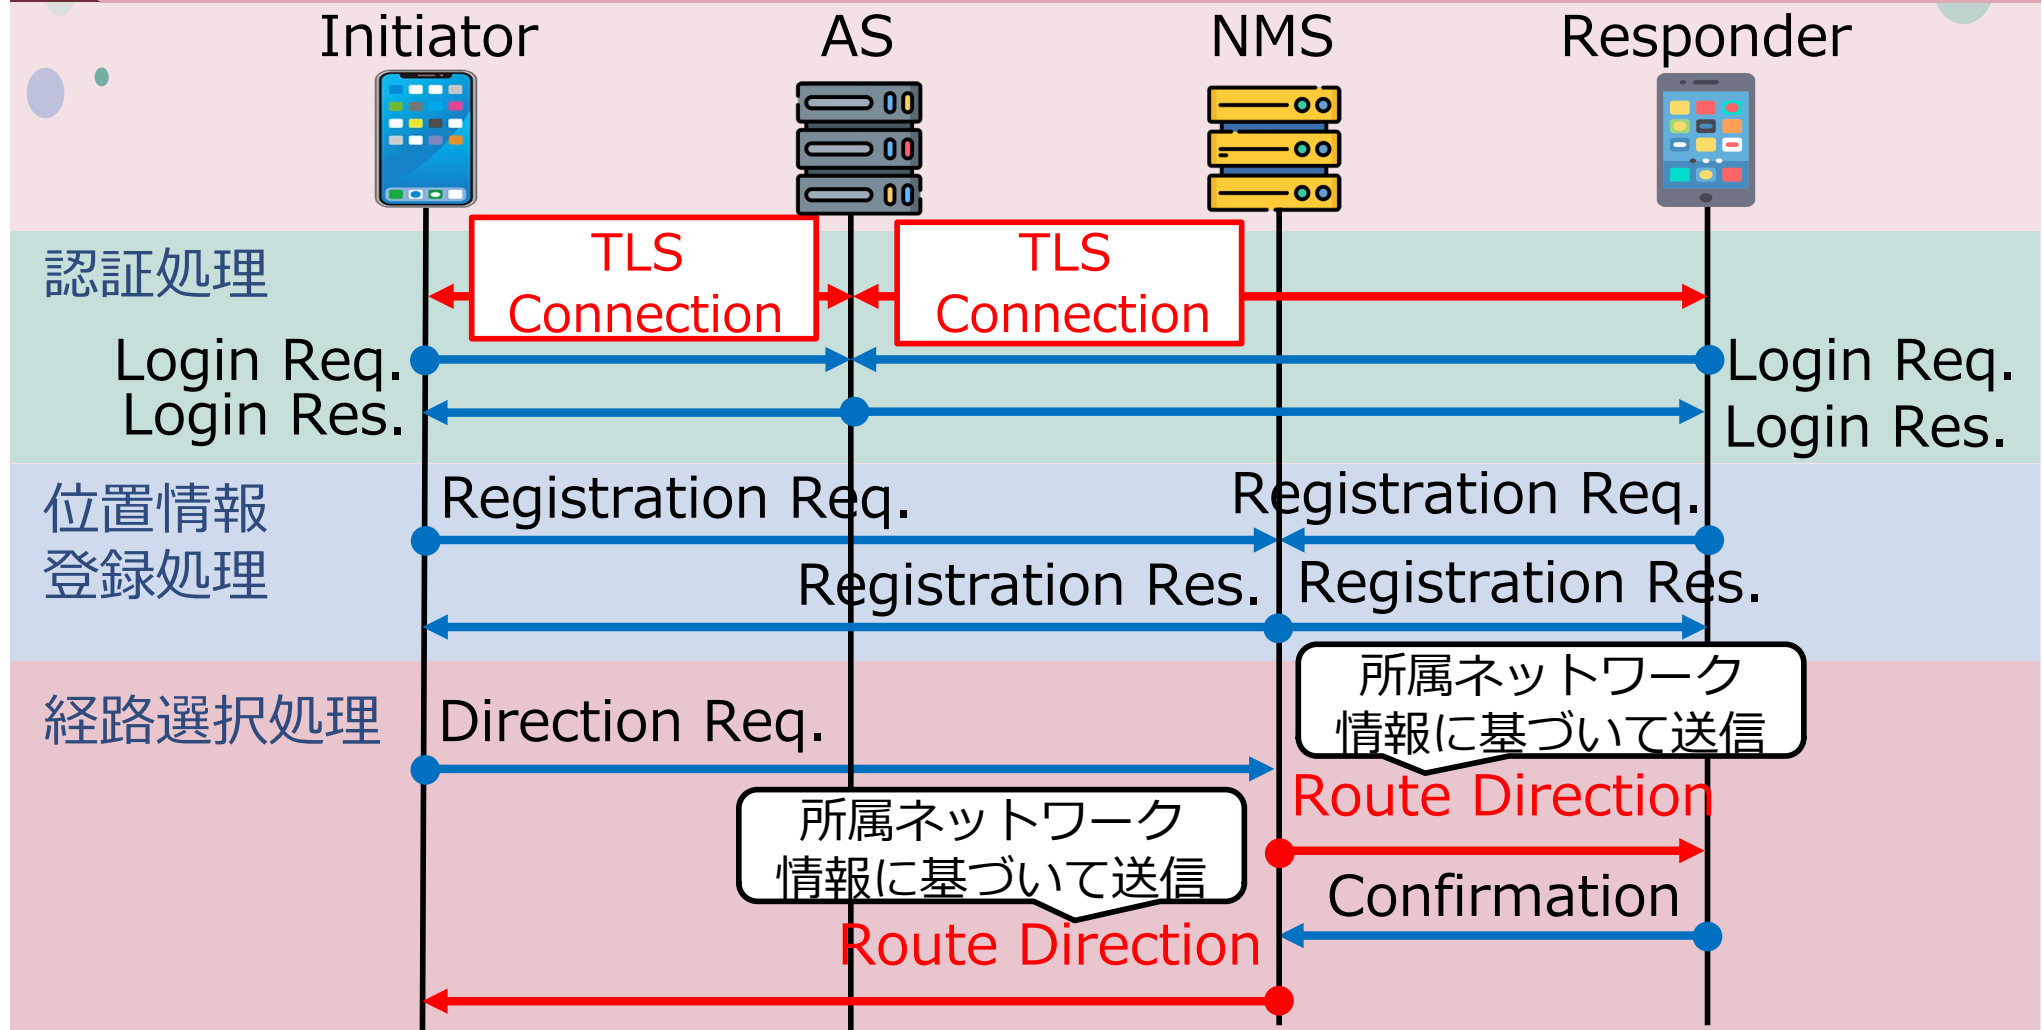 Initiator
AS
NMS
Responder
認証処理
TLS
Connection
TLS
Connection
Login Req.
Login Req.
Login Res.
Login Res.
位置情報
登録処理
Registration Req.
Registration Req.
Registration Res.
Registration Res.
経路選択処理
Direction Req.
所属ネットワーク
情報に基づいて送信
Route Direction
所属ネットワーク
情報に基づいて送信
Confirmation
Route Direction